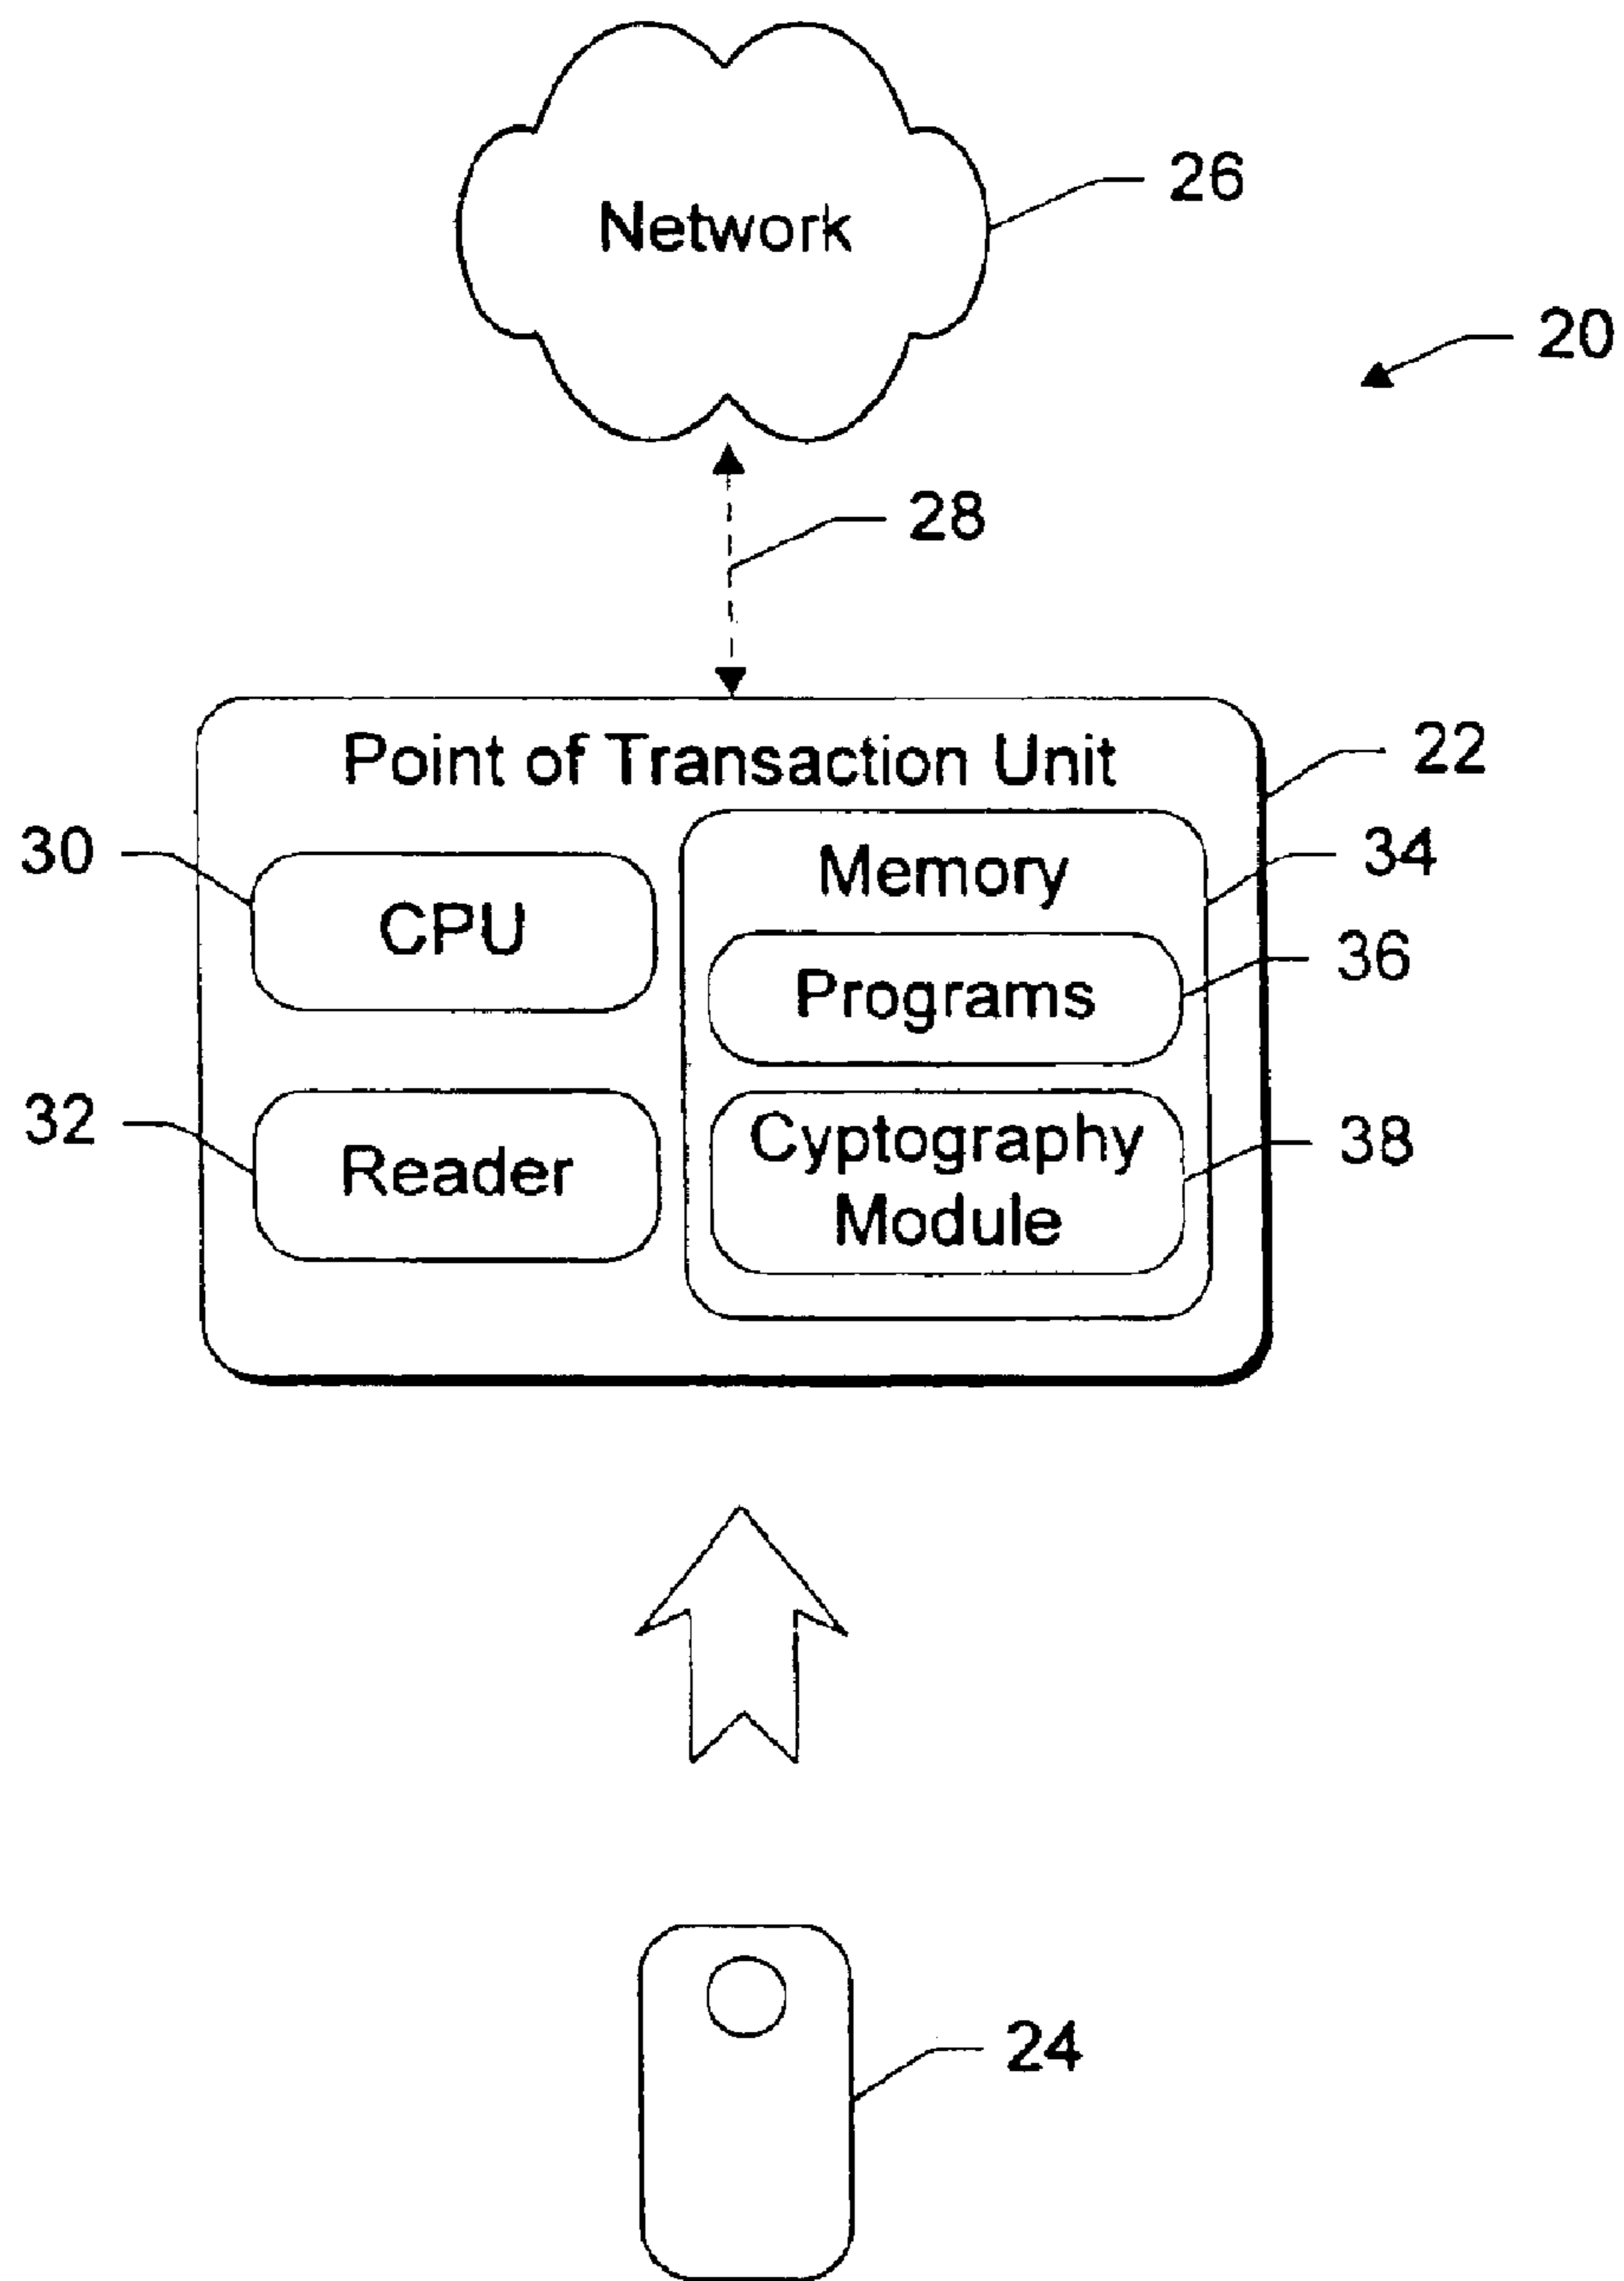 Network
26
20
28
Point of Transaction Unit
22
30
CPU
Memory
34
Programs
36
32
Reader
Cyptography
Module
38
24